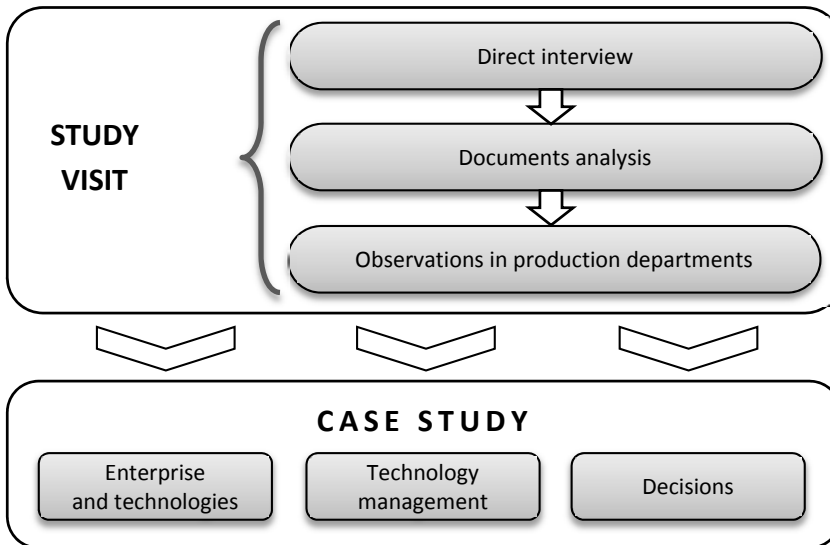 Direct interview
STUDY
VISIT
Documents analysis
Observations in production departments
CASE STUDY
Enterprise
and technologies
Technology
management
Decisions